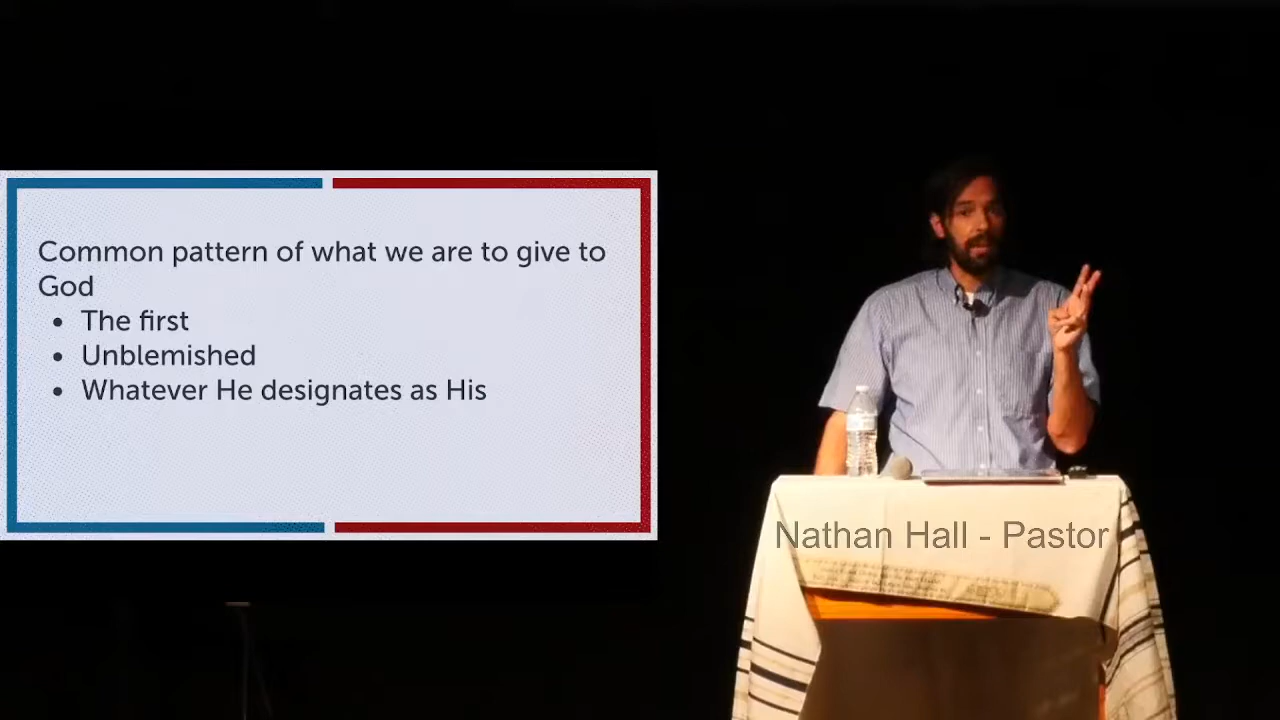 Common pattern of what we are to give to
God
• The first
• Unblemished
• Whatever He designates as His
Nathan Hall - Pastor